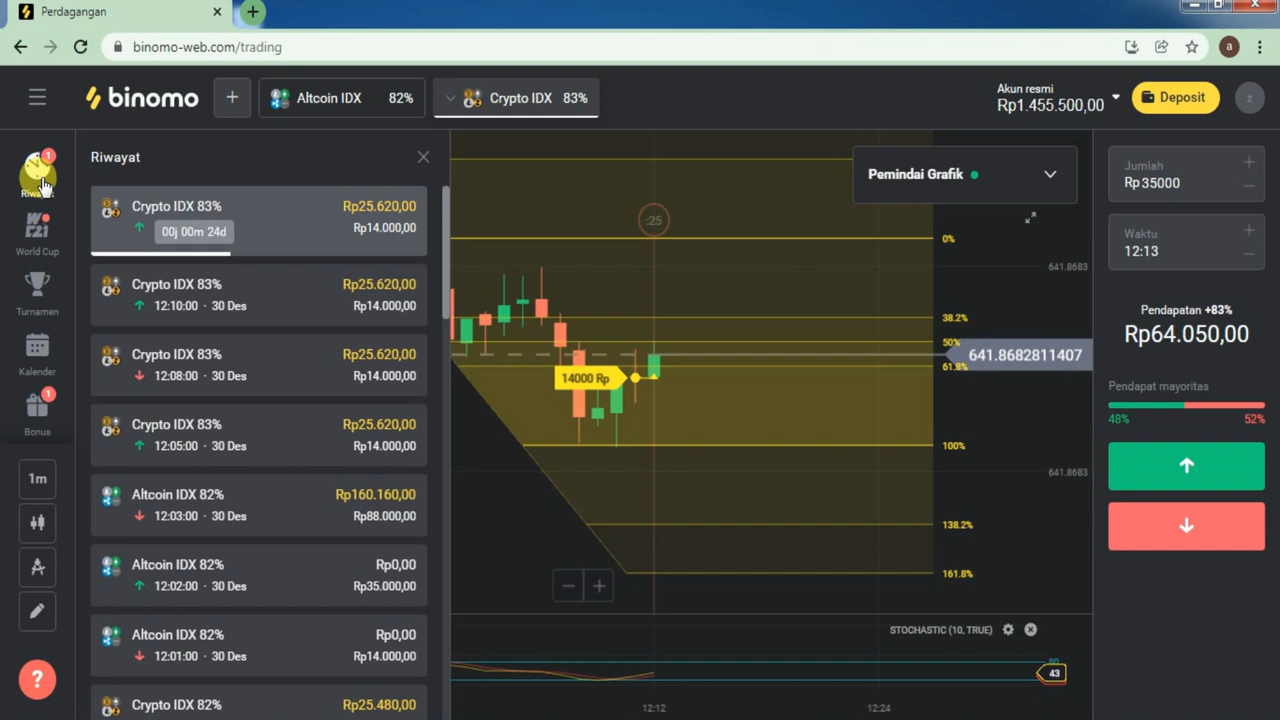 Perdagangan
binomo-web.com/trading
a
binomo
Altcoin IDX 82%
Crypto IDX 83%
Akun resmi
Rp1.455.500,00
Deposit
z
1
World Cup
Turnamen
Kalender
1
Bonus
1m
?
Riwayat
Crypto IDX 83% Rp25.620,00
00j 00m 24d Rp14.000,00
Crypto IDX 83% Rp25.620,00
12:10:00 · 30 Des Rp14.000,00
Crypto IDX 83% Rp25.620,00
12:08:00 · 30 Des Rp14.000,00
Crypto IDX 83% Rp25.620,00
12:05:00 · 30 Des Rp14.000,00
Altcoin IDX 82% Rp160.160,00
12:03:00 · 30 Des Rp88.000,00
Altcoin IDX 82% Rp0,00
12:02:00 · 30 Des Rp35.000,00
Altcoin IDX 82% Rp0,00
12:01:00 · 30 Des Rp14.000,00
Crypto IDX 82% Rp25.480,00
Pemindai Grafik
:25
0%
641.8683
38.2%
50%
641.8682811407
61.8%
14000 Rp
100%
641.8683
138.2%
161.8%
STOCHASTIC (10, TRUE)
43
12:12
12:24
Jumlah
Rp35000
Waktu
12:13
Pendapatan +83%
Rp64.050,00
Pendapat mayoritas
48% 52%